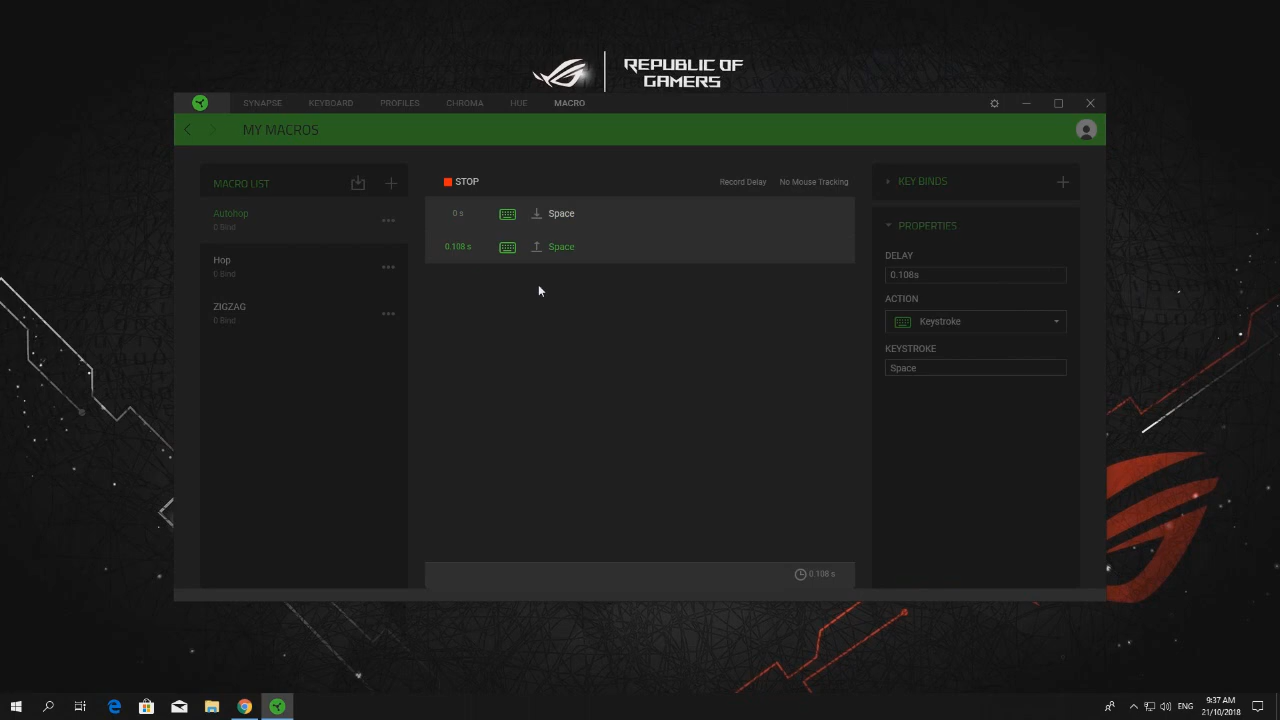 REPUBLIC OF
GAMERS
SYNAPSE KEYBOARD PROFILES CHROMA HUE MACRO
MY MACROS
MACRO LIST
Autohop
0 Bind
Hop
0 Bind
ZIGZAG
0 Bind
STOP Record Delay No Mouse Tracking
0 s Space
0.108 s Space
0.108 s
KEY BINDS
PROPERTIES
DELAY
0.108s
ACTION
Keystroke
KEYSTROKE
Space
ENG
9:37 AM
21/10/2018